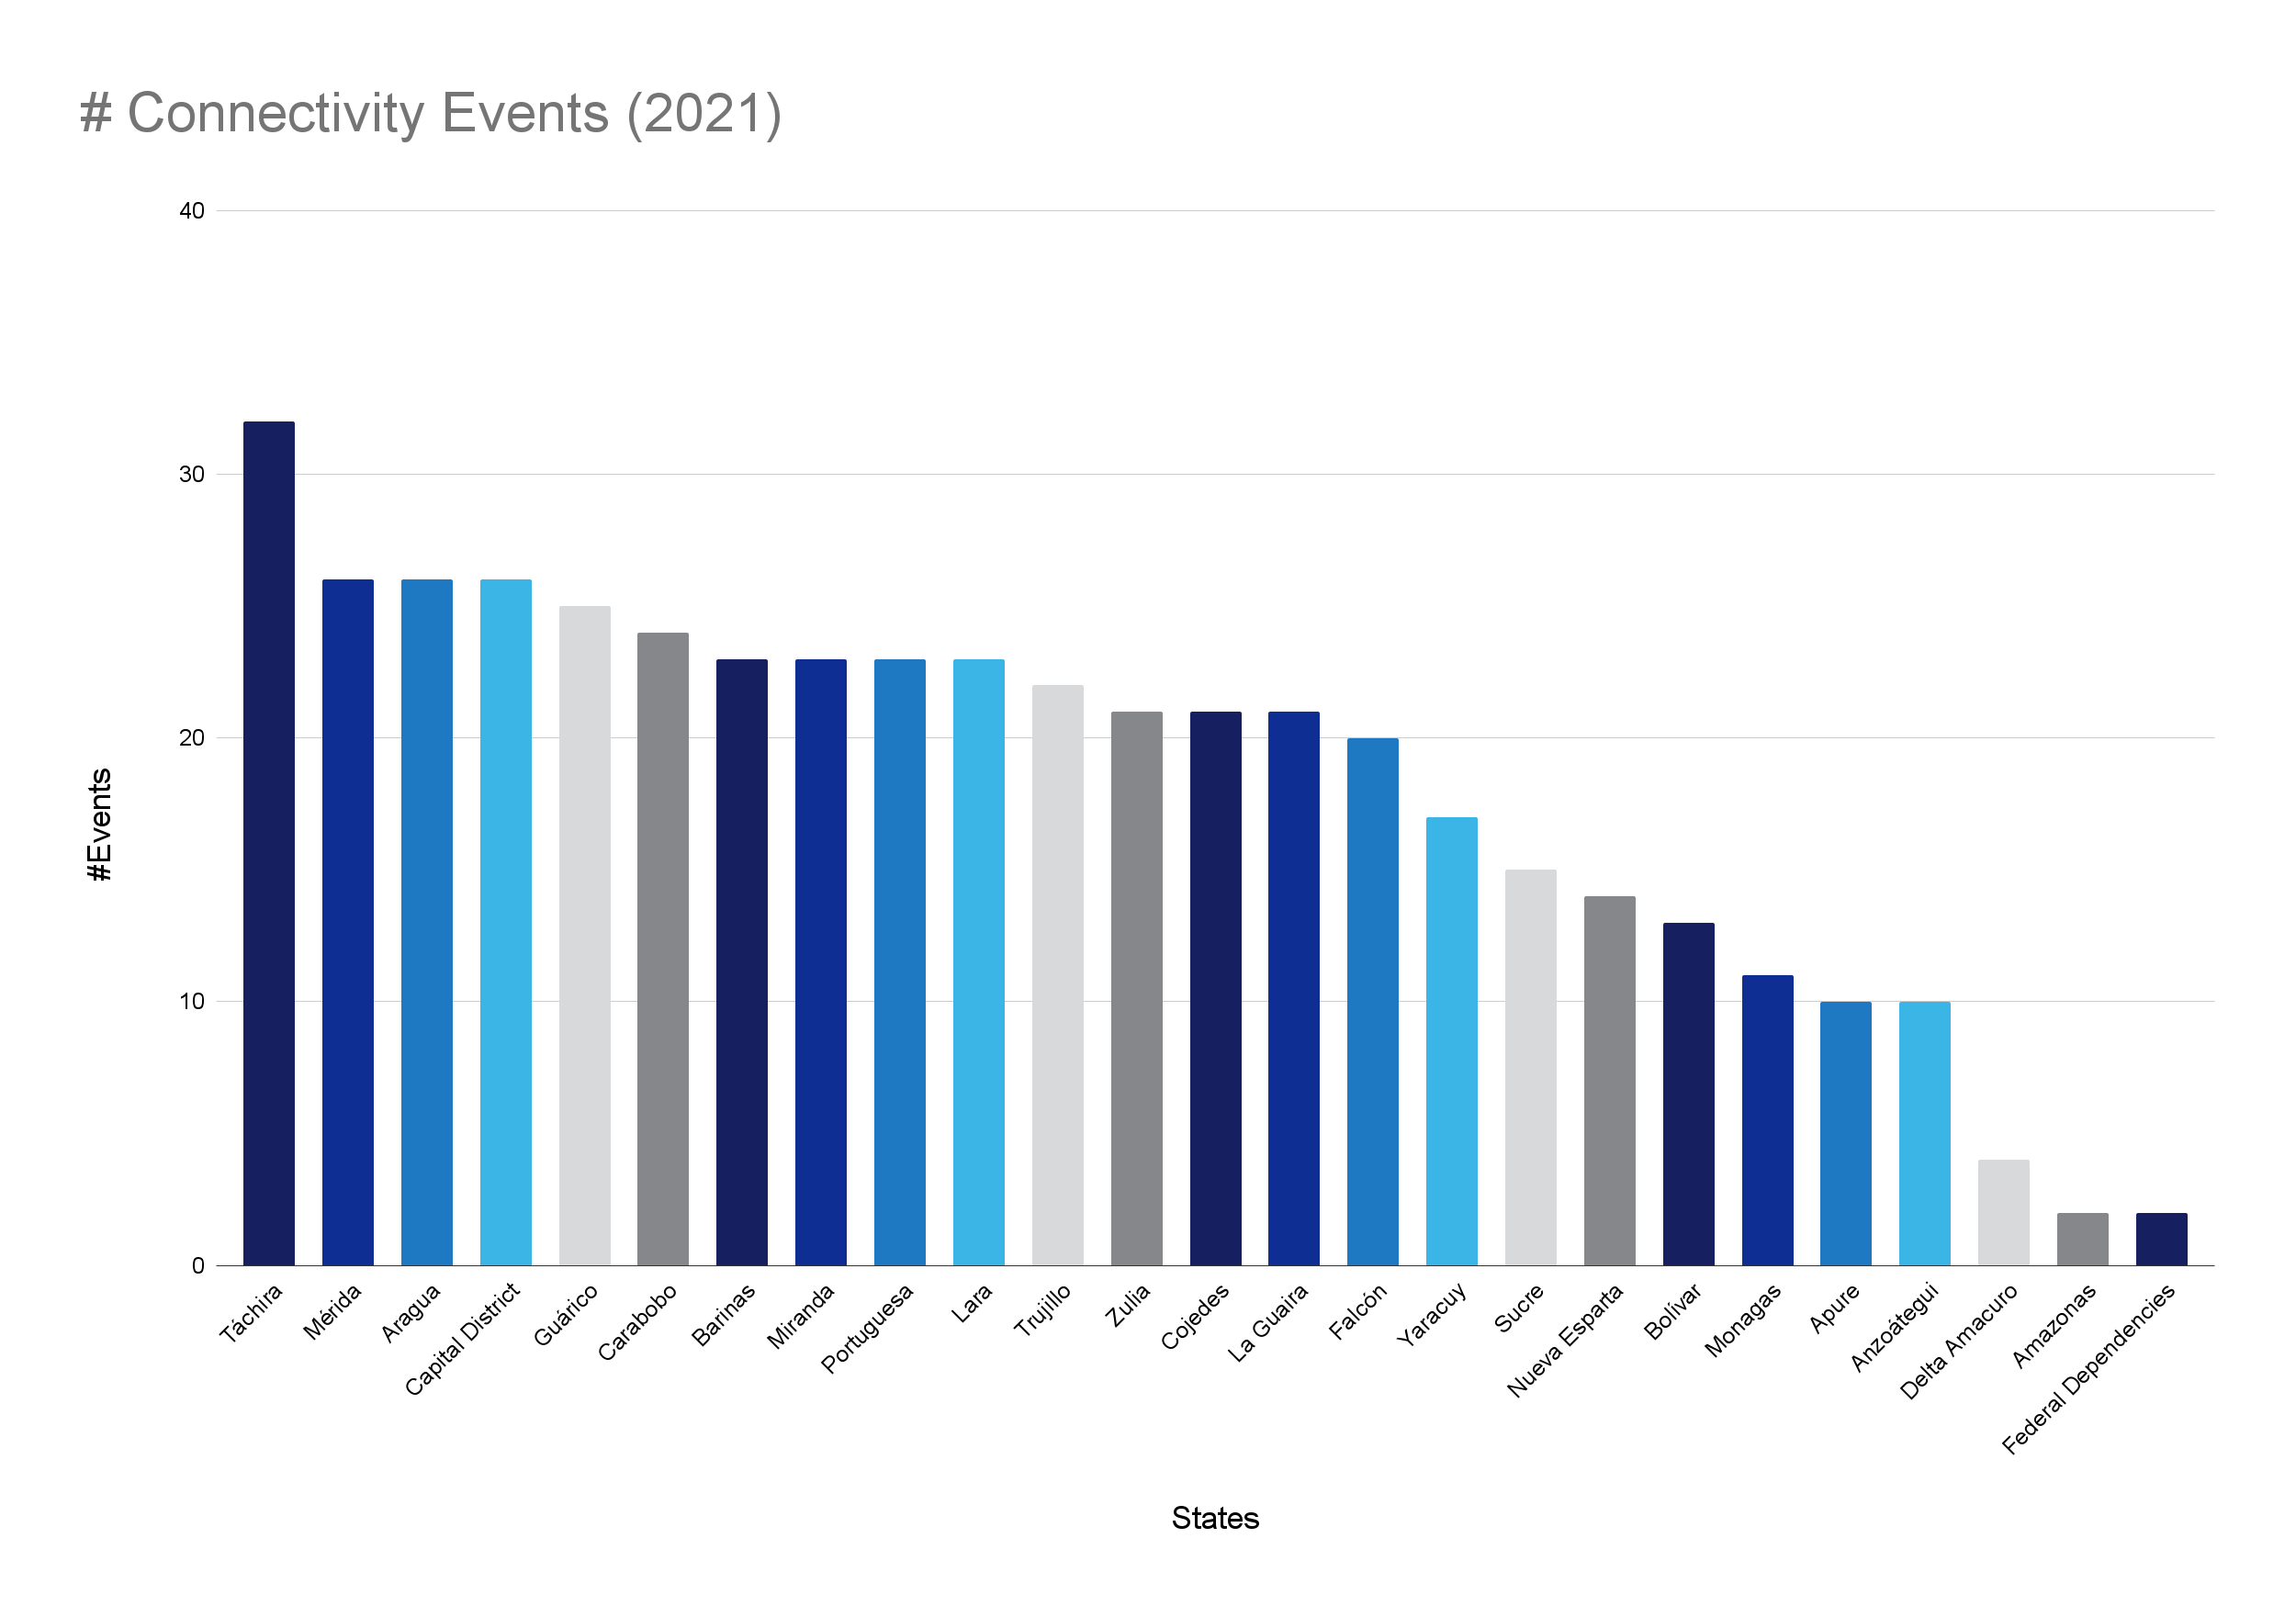 # Connectivity Events (2021)
40
30
20
10
0
#Events
Táchira
Mérida
Aragua
Capital District
Guárico
Carabobo
Barinas
Miranda
Portuguesa
Lara
Trujillo
Zulia
Cojedes
La Guaira
Falcón
Yaracuy
Sucre
Nueva Esparta
Bolívar
Monagas
Apure
Anzoátegui
Delta Amacuro
Amazonas
Federal Dependencies
States